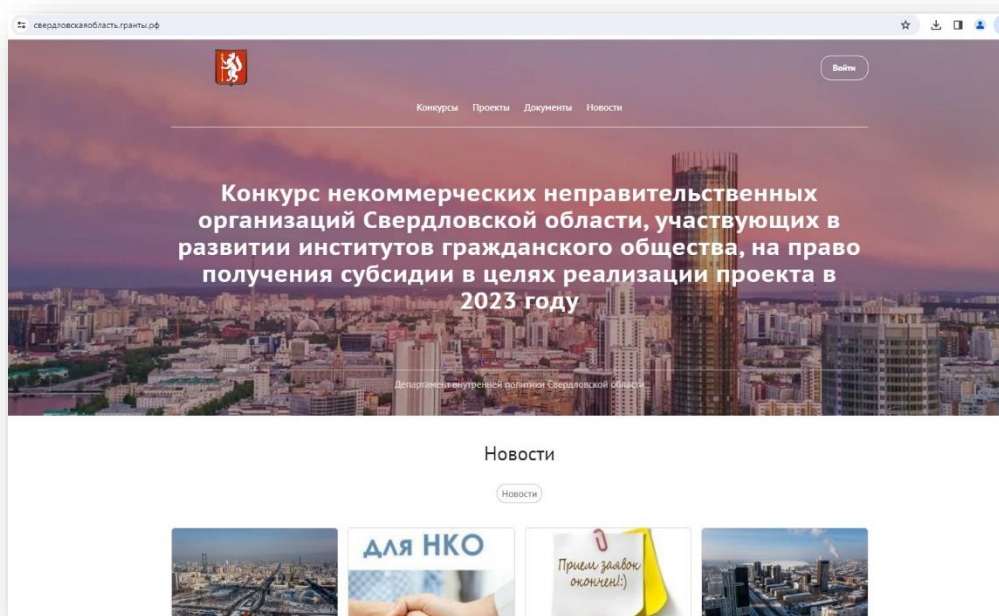 свердловскаяобласть.гранты.рф
Войти
Конкурсы Проекты Документы Новости
Конкурс некоммерческих неправительственных
организаций Свердловской области, участвующих в
развитии институтов гражданского общества, на право
получения субсидии в целях реализации проекта в
2023 году
Департамент внутренней политики Свердловской области
Новости
Новости
для НКО
Прием заявок
окончен!:)